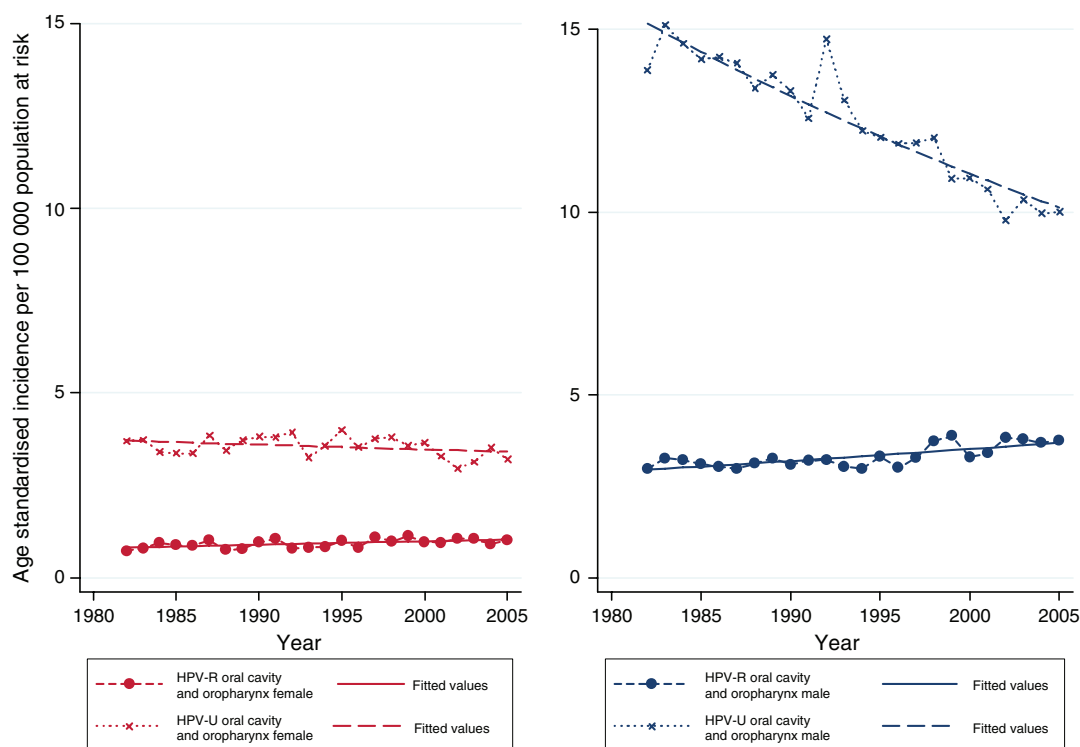 Age standardised incidence per 100 000 population at risk
15
10
5
0
1980 1985 1990 1995 2000 2005
Year
HPV-R oral cavity
and oropharynx female
Fitted values
HPV-U oral cavity
and oropharynx female
Fitted values
15
10
5
0
1980 1985 1990 1995 2000 2005
Year
HPV-R oral cavity
and oropharynx male
Fitted values
HPV-U oral cavity
and oropharynx male
Fitted values